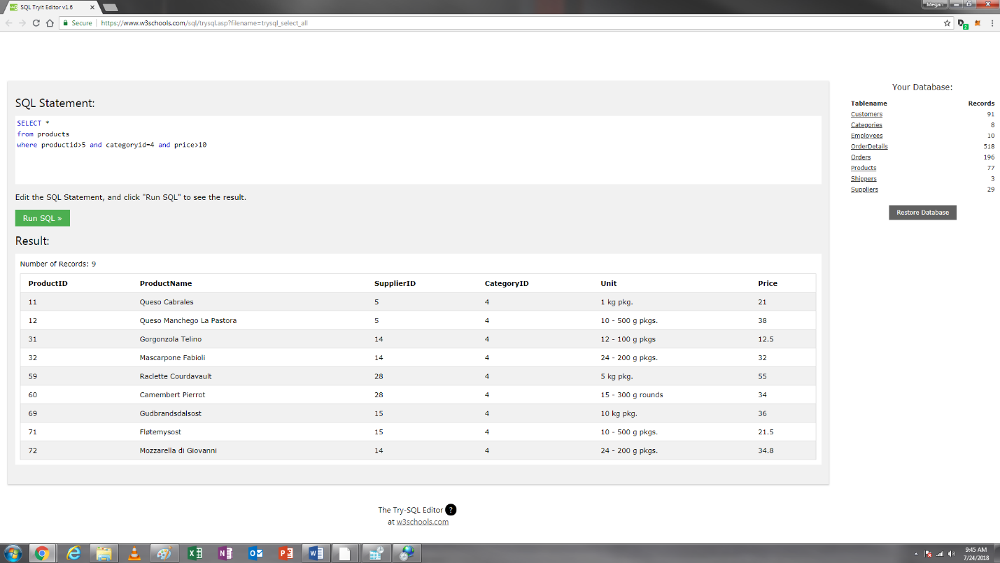 SQL Tryit Editor v1.6
Megan
Secure https://www.w3schools.com/sql/trysql.asp?filename=trysql_select_all
SQL Statement:
SELECT *
from products
where productid>5 and categoryid=4 and price>10
Edit the SQL Statement, and click "Run SQL" to see the result.
Run SQL »
Result:
Number of Records: 9
ProductID ProductName SupplierID CategoryID Unit Price
11 Queso Cabrales 5 4 1 kg pkg. 21
12 Queso Manchego La Pastora 5 4 10 - 500 g pkgs. 38
31 Gorgonzola Telino 14 4 12 - 100 g pkgs 12.5
32 Mascarpone Fabioli 14 4 24 - 200 g pkgs. 32
59 Raclette Courdavault 28 4 5 kg pkg. 55
60 Camembert Pierrot 28 4 15 - 300 g rounds 34
69 Gudbrandsdalsost 15 4 10 kg pkg. 36
71 Fløtemysost 15 4 10 - 500 g pkgs. 21.5
72 Mozzarella di Giovanni 14 4 24 - 200 g pkgs. 34.8
Your Database:
Tablename Records
Customers 91
Categories 8
Employees 10
OrderDetails 518
Orders 196
Products 77
Shippers 3
Suppliers 29
Restore Database
The Try-SQL Editor ?
at w3schools.com
9:45 AM
7/24/2018